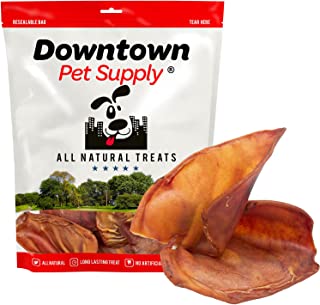 RESEALABLE BAG
TEAR HERE
Downtown
Pet Supply®
ALL NATURAL TREATS
ALL NATURAL
LONG LASTING TREAT
NO ARTIFICIAL